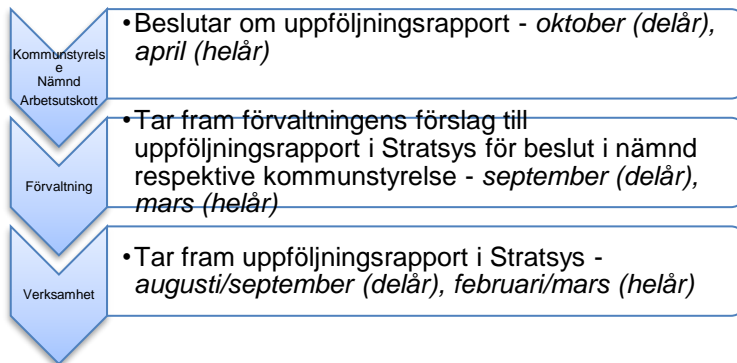 Kommunstyrels
e
Nämnd
Arbetsutskott
•Beslutar om uppföljningsrapport - oktober (delår),
april (helår)
Förvaltning
•Tar fram förvaltningens förslag till
uppföljningsrapport i Stratsys för beslut i nämnd
respektive kommunstyrelse - september (delår),
mars (helår)
Verksamhet
•Tar fram uppföljningsrapport i Stratsys -
augusti/september (delår), februari/mars (helår)